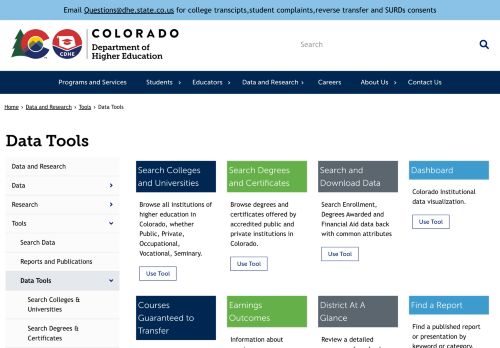 Email Questions@dhe.state.co.us for college transcipts,student complaints,reverse transfer and SURDs consents
CO
CDHE
COLORADO
Department of
Higher Education
Search
Programs and Services
Students
Educators
Data and Research
Careers
About Us
Contact Us
Home › Data and Research › Tools › Data Tools
Data Tools
Data and Research
Data
Research
Tools
Search Data
Reports and Publications
Data Tools
Search Colleges &
Universities
Search Degrees &
Certificates
Search Colleges
and Universities
Browse all institutions of
higher education in
Colorado, whether
Public, Private,
Occupational,
Vocational, Seminary.
Use Tool
Search Degrees
and Certificates
Browse degrees and
certificates offered by
accredited public and
private institutions in
Colorado.
Use Tool
Search and
Download Data
Search Enrollment,
Degrees Awarded and
Financial Aid data back
with common attributes
Use Tool
Dashboard
Colorado Institutional
data visualization.
Use Tool
Courses
Guaranteed to
Transfer
Earnings
Outcomes
Information about
District At A
Glance
Review a detailed
Find a Report
Find a published report
or presentation by
keyword or category.